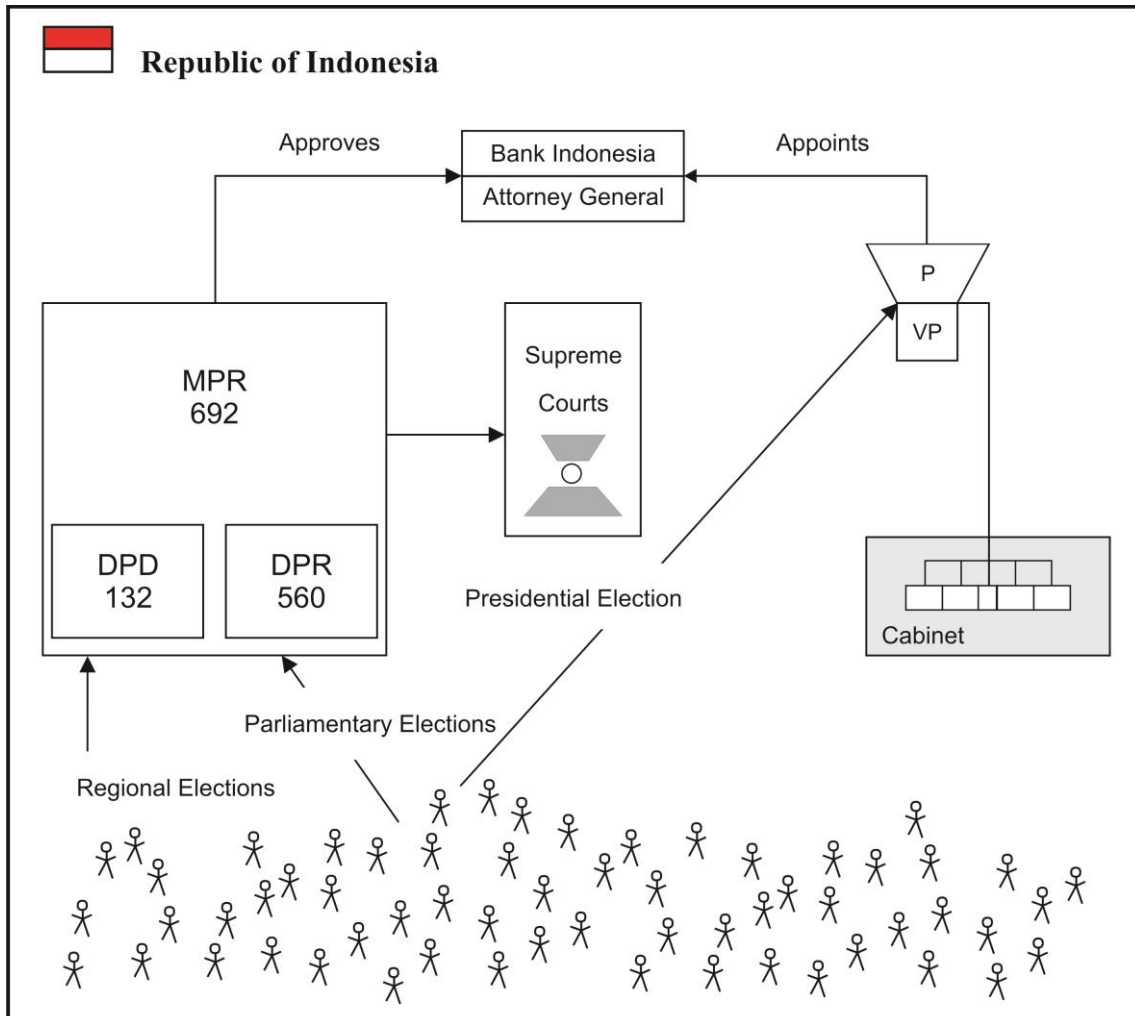 Republic of Indonesia
Approves
Bank Indonesia
Attorney General
Appoints
P
VP
MPR
692
DPD
132
DPR
560
Supreme
Courts
Presidential Election
Cabinet
Parliamentary Elections
Regional Elections